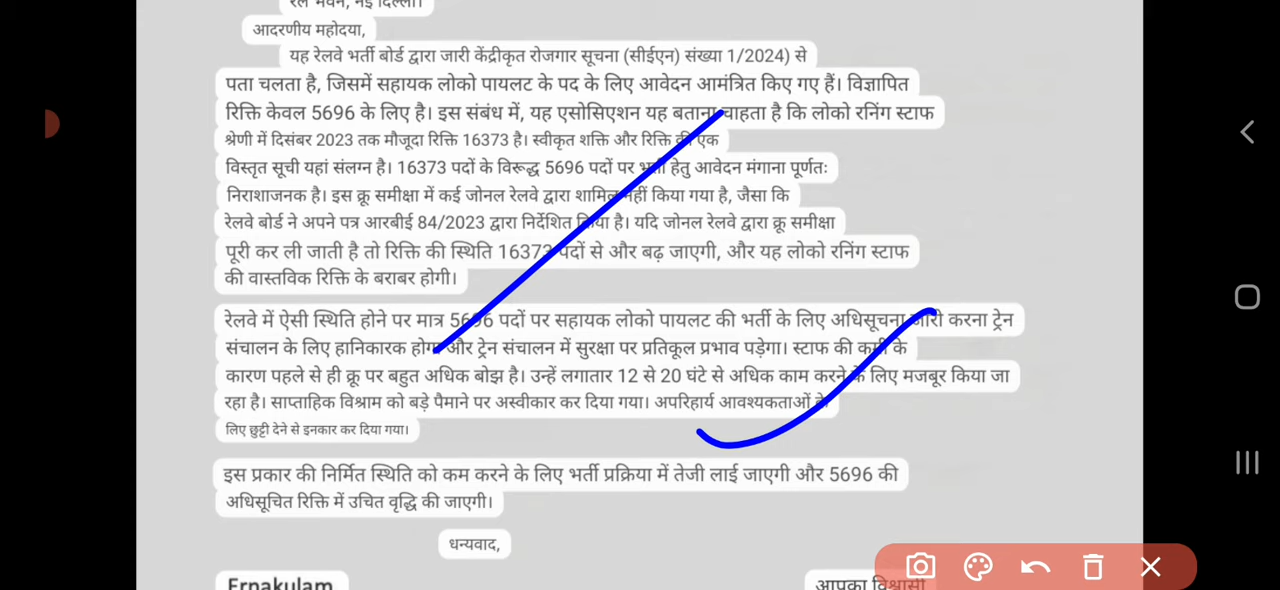 रेल भवन, नई दिल्ली।
आदरणीय महोदया,
यह रेलवे भर्ती बोर्ड द्वारा जारी केंद्रीकृत रोजगार सूचना (सीईएन) संख्या 1/2024) से
पता चलता है, जिसमें सहायक लोको पायलट के पद के लिए आवेदन आमंत्रित किए गए हैं। विज्ञापित
रिक्ति केवल 5696 के लिए है। इस संबंध में, यह एसोसिएशन यह बताना चाहता है कि लोको रनिंग स्टाफ
श्रेणी में दिसंबर 2023 तक मौजूदा रिक्ति 16373 है। स्वीकृत शक्ति और रिक्ति की एक
विस्तृत सूची यहां संलग्न है। 16373 पदों के विरूद्ध 5696 पदों पर भर्ती हेतु आवेदन मंगाना पूर्णतः
निराशाजनक है। इस क्रू समीक्षा में कई जोनल रेलवे द्वारा शामिल नहीं किया गया है, जैसा कि
रेलवे बोर्ड ने अपने पत्र आरबीई 84/2023 द्वारा निर्देशित किया है। यदि जोनल रेलवे द्वारा क्रू समीक्षा
पूरी कर ली जाती है तो रिक्ति की स्थिति 16373 पदों से और बढ़ जाएगी, और यह लोको रनिंग स्टाफ
की वास्तविक रिक्ति के बराबर होगी।
रेलवे में ऐसी स्थिति होने पर मात्र 5696 पदों पर सहायक लोको पायलट की भर्ती के लिए अधिसूचना जारी करना ट्रेन
संचालन के लिए हानिकारक होगा और ट्रेन संचालन में सुरक्षा पर प्रतिकूल प्रभाव पड़ेगा। स्टाफ की कमी के
कारण पहले से ही क्रू पर बहुत अधिक बोझ है। उन्हें लगातार 12 से 20 घंटे से अधिक काम करने के लिए मजबूर किया जा
रहा है। साप्ताहिक विश्राम को बड़े पैमाने पर अस्वीकार कर दिया गया। अपरिहार्य आवश्यकताओं के
लिए छुट्टी देने से इनकार कर दिया गया।
इस प्रकार की निर्मित स्थिति को कम करने के लिए भर्ती प्रक्रिया में तेजी लाई जाएगी और 5696 की
अधिसूचित रिक्ति में उचित वृद्धि की जाएगी।
धन्यवाद,
Ernakulam
आपका विश्वासी